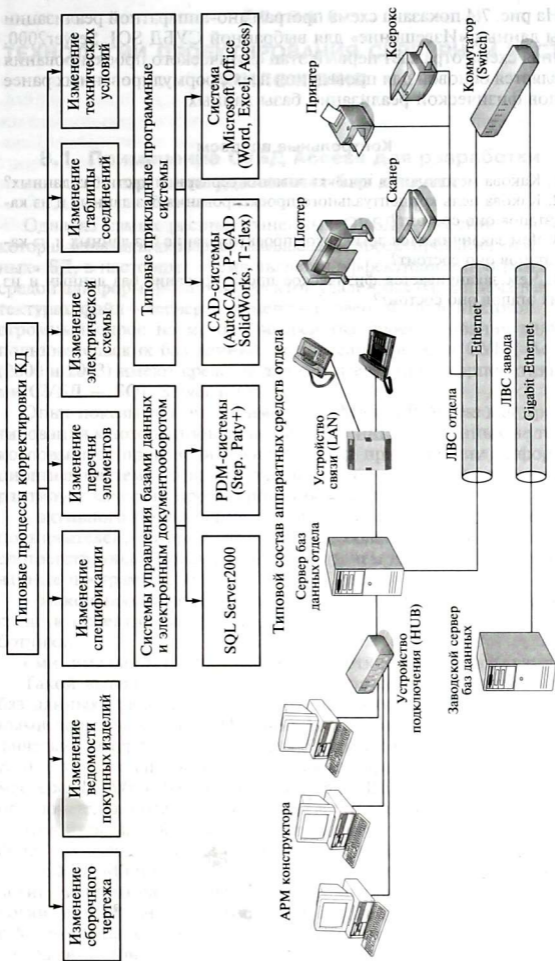 Типовые процессы корректировки КД
Изменение
сборочного
чертежа
Изменение
ведомости
покупных изделий
Изменение
спецификации
Изменение
перечня
элементов
Изменение
электрической
схемы
Изменение
таблицы
соединений
Изменение
технических
условий
Системы управления базами данных
и электронным документооборотом
Типовые прикладные программные
системы
SQL Server2000
PDM-системы
(Step, Paty+)
CAD-системы
(AutoCAD, P-CAD
SolidWorks, T-flex)
Система
Microsoft Office
(Word, Excel, Access)
Типовой состав аппаратных средств отдела
АРМ конструктора
Устройство
подключения (HUB)
Сервер баз
данных отдела
Устройство
связи (LAN)
Плоттер
Принтер
Сканер
Ксерокс
Коммутатор
(Switch)
ЛВС отдела
Ethernet
ЛВС завода
Gigabit Ethernet
Заводской сервер
баз данных